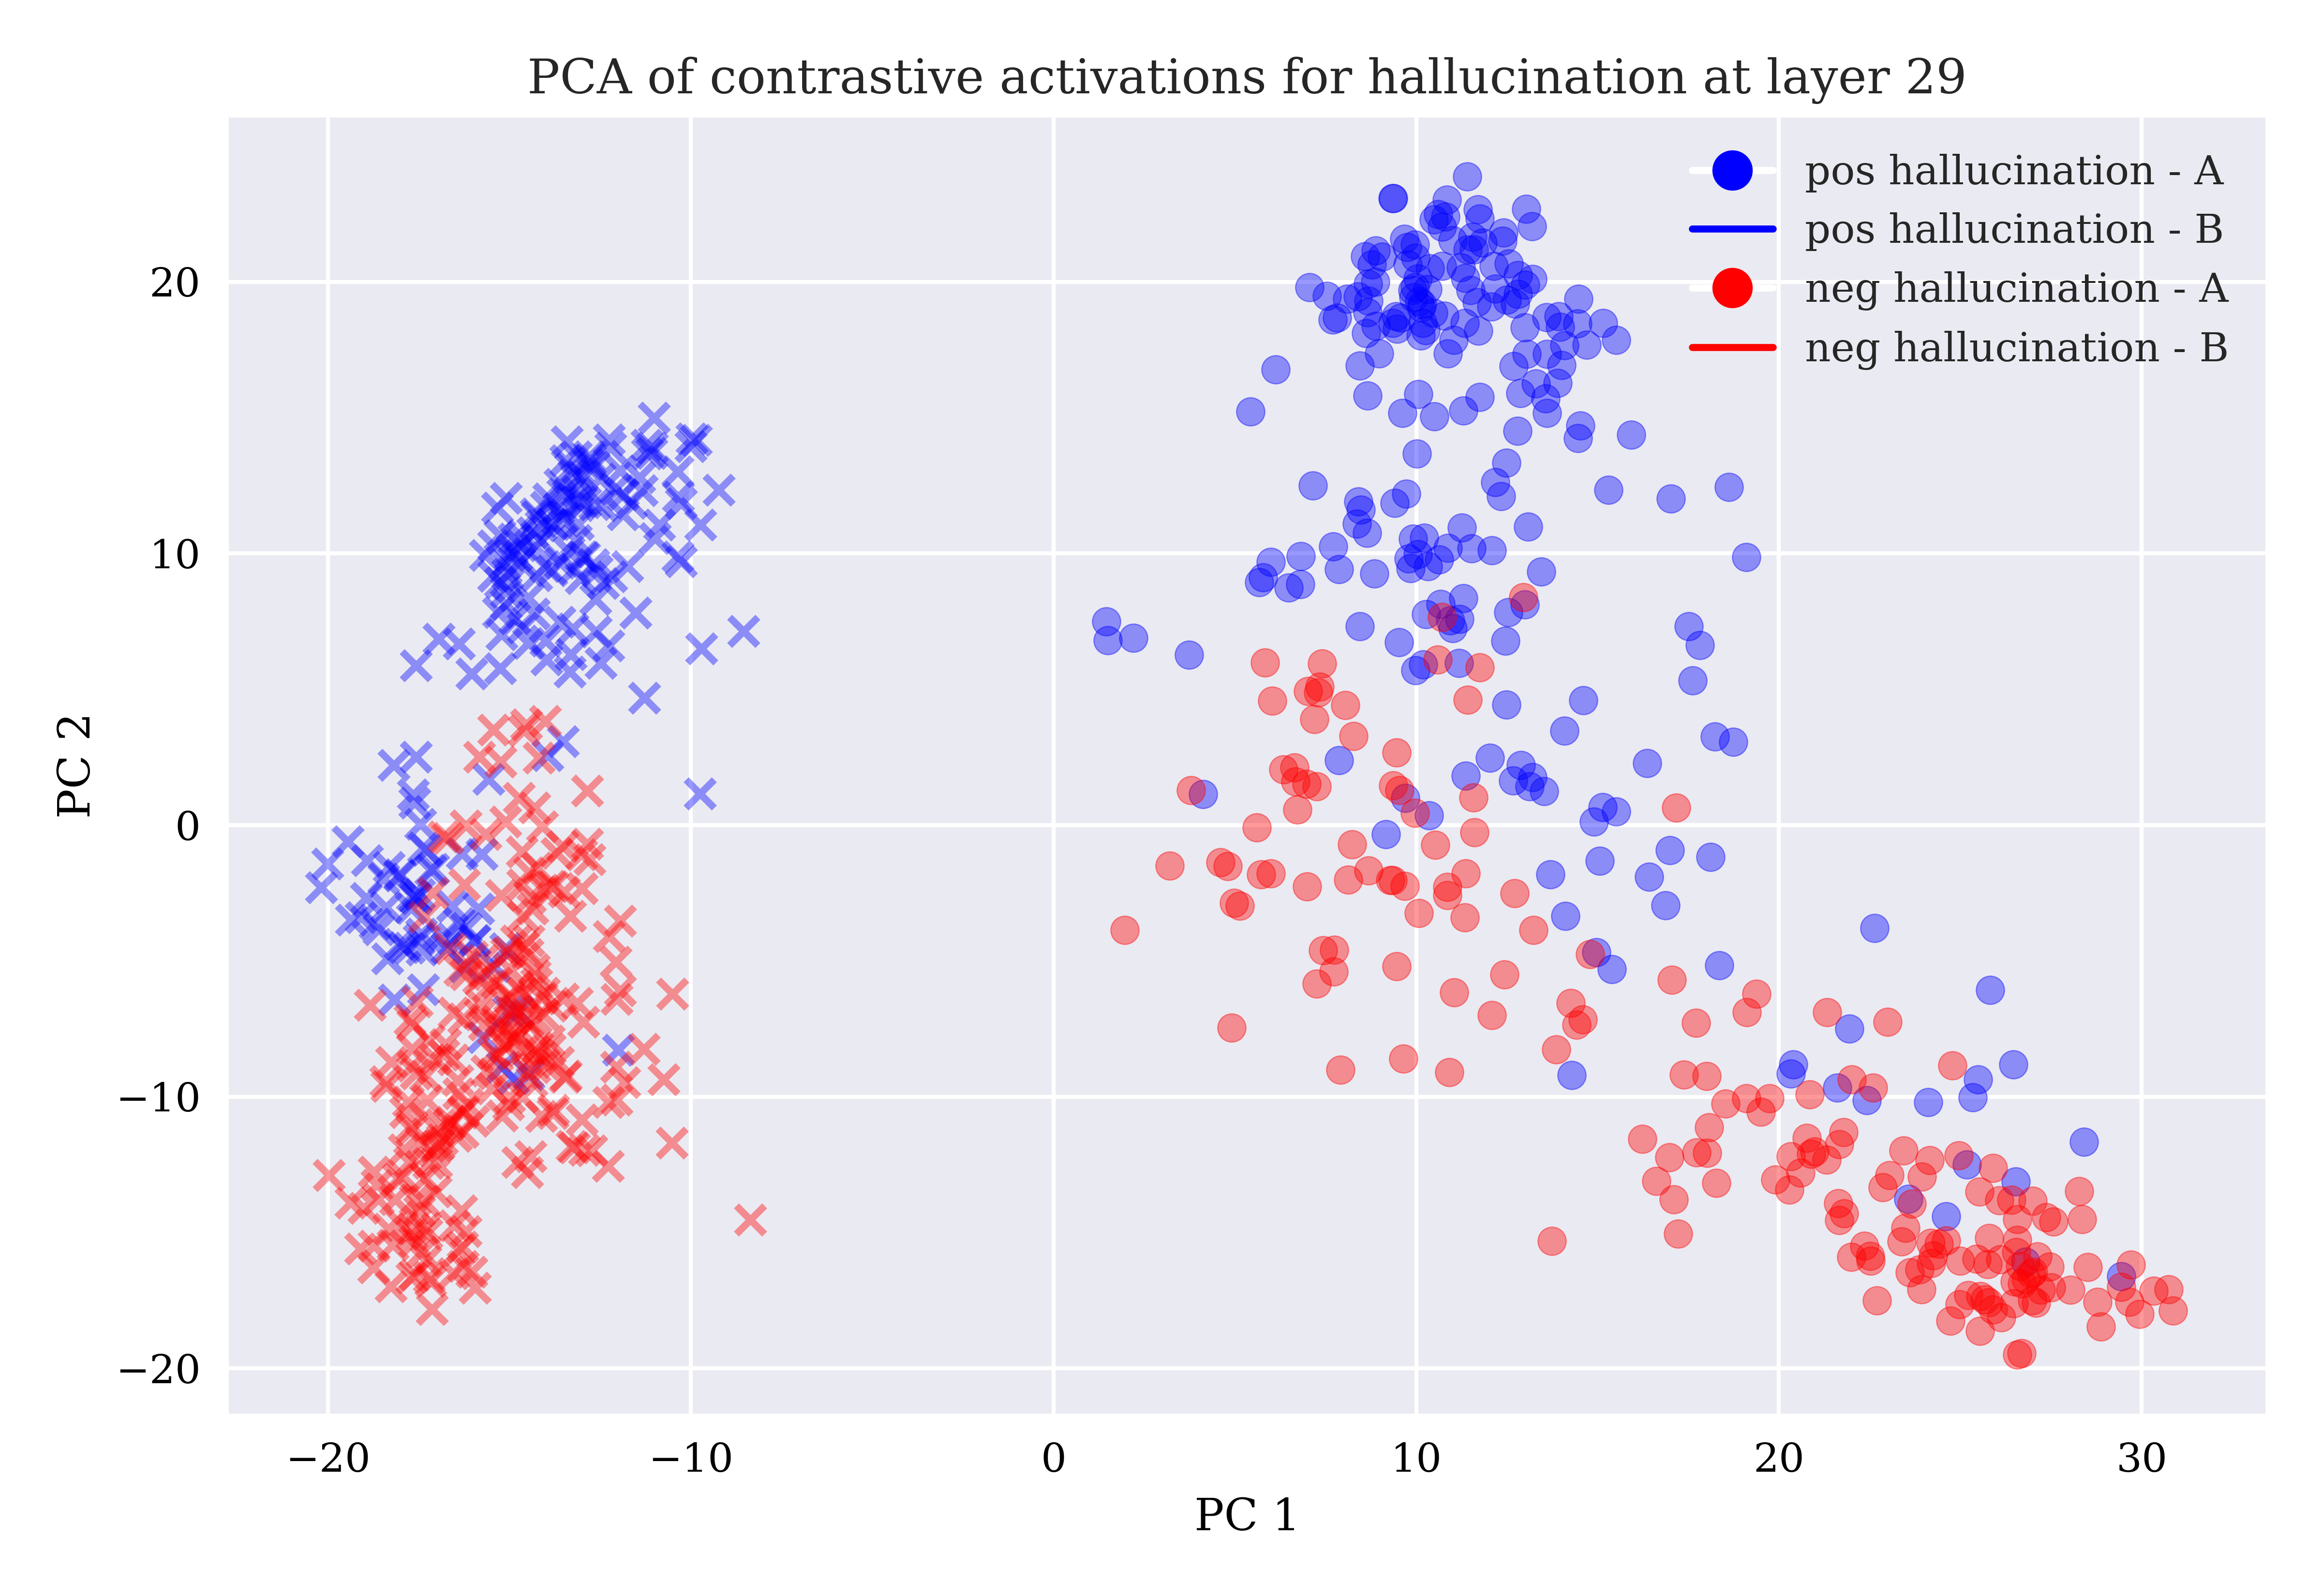 PCA of contrastive activations for hallucination at layer 29
pos hallucination - A
pos hallucination - B
neg hallucination - A
neg hallucination - B
20
10
0
−10
−20
PC 2
−20
−10
0
10
20
30
PC 1